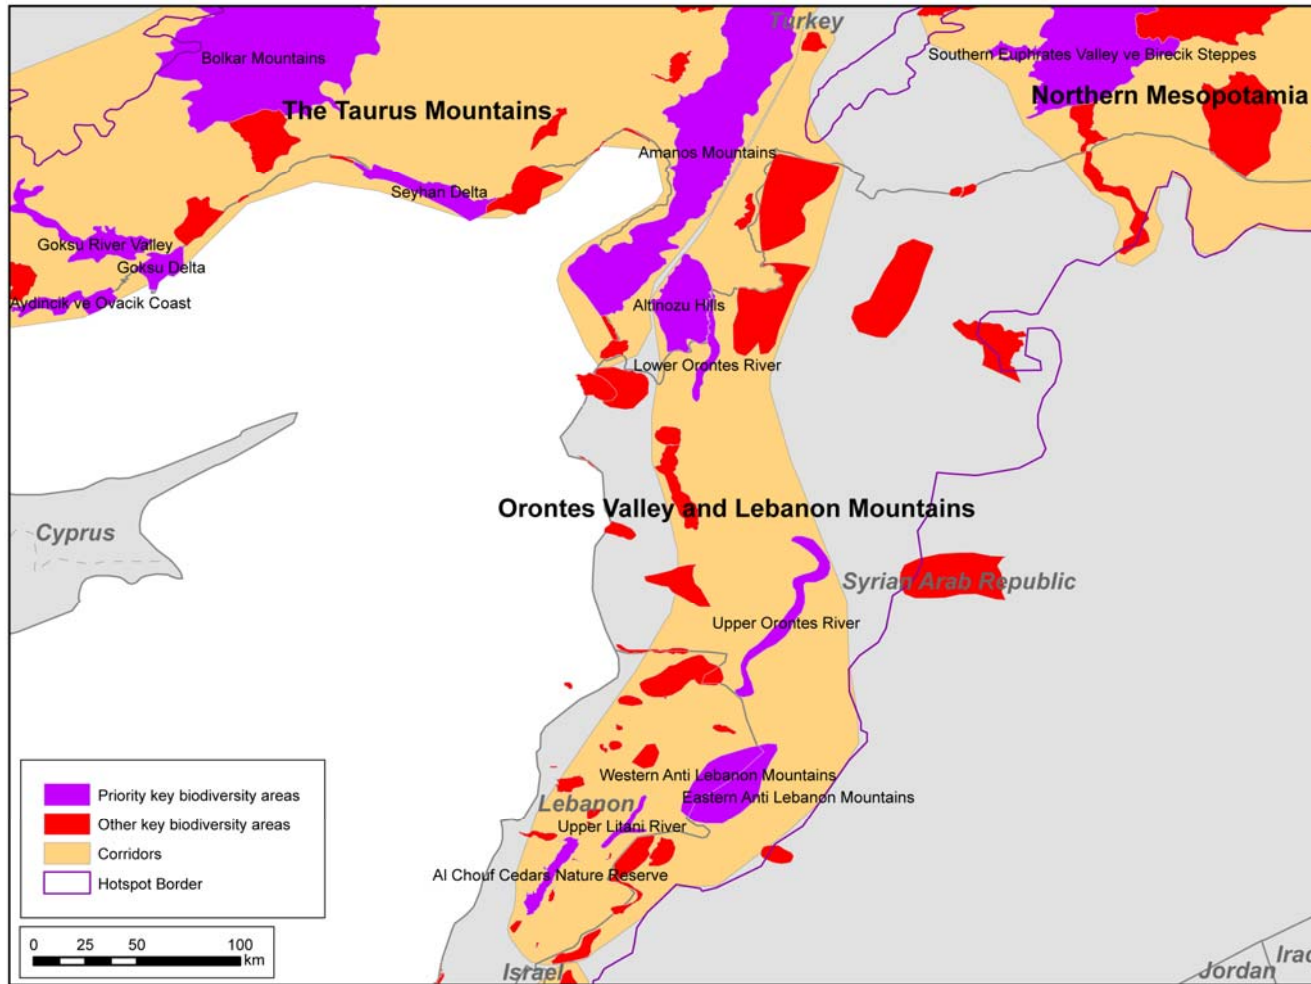 Turkey
Bolkar Mountains
Southern Euphrates Valley ve Birecik Steppes
The Taurus Mountains
Northern Mesopotamia
Amanos Mountains
Seyhan Delta
Goksu River Valley
Goksu Delta
Aydincik ve Ovacik Coast
Altinozu Hills
Lower Orontes River
Orontes Valley and Lebanon Mountains
Cyprus
Syrian Arab Republic
Upper Orontes River
Western Anti Lebanon Mountains
Eastern Anti Lebanon Mountains
Lebanon
Upper Litani River
Al Chouf Cedars Nature Reserve
Israel
Jordan
Iraq
Priority key biodiversity areas
Other key biodiversity areas
Corridors
Hotspot Border
0 25 50 100
km